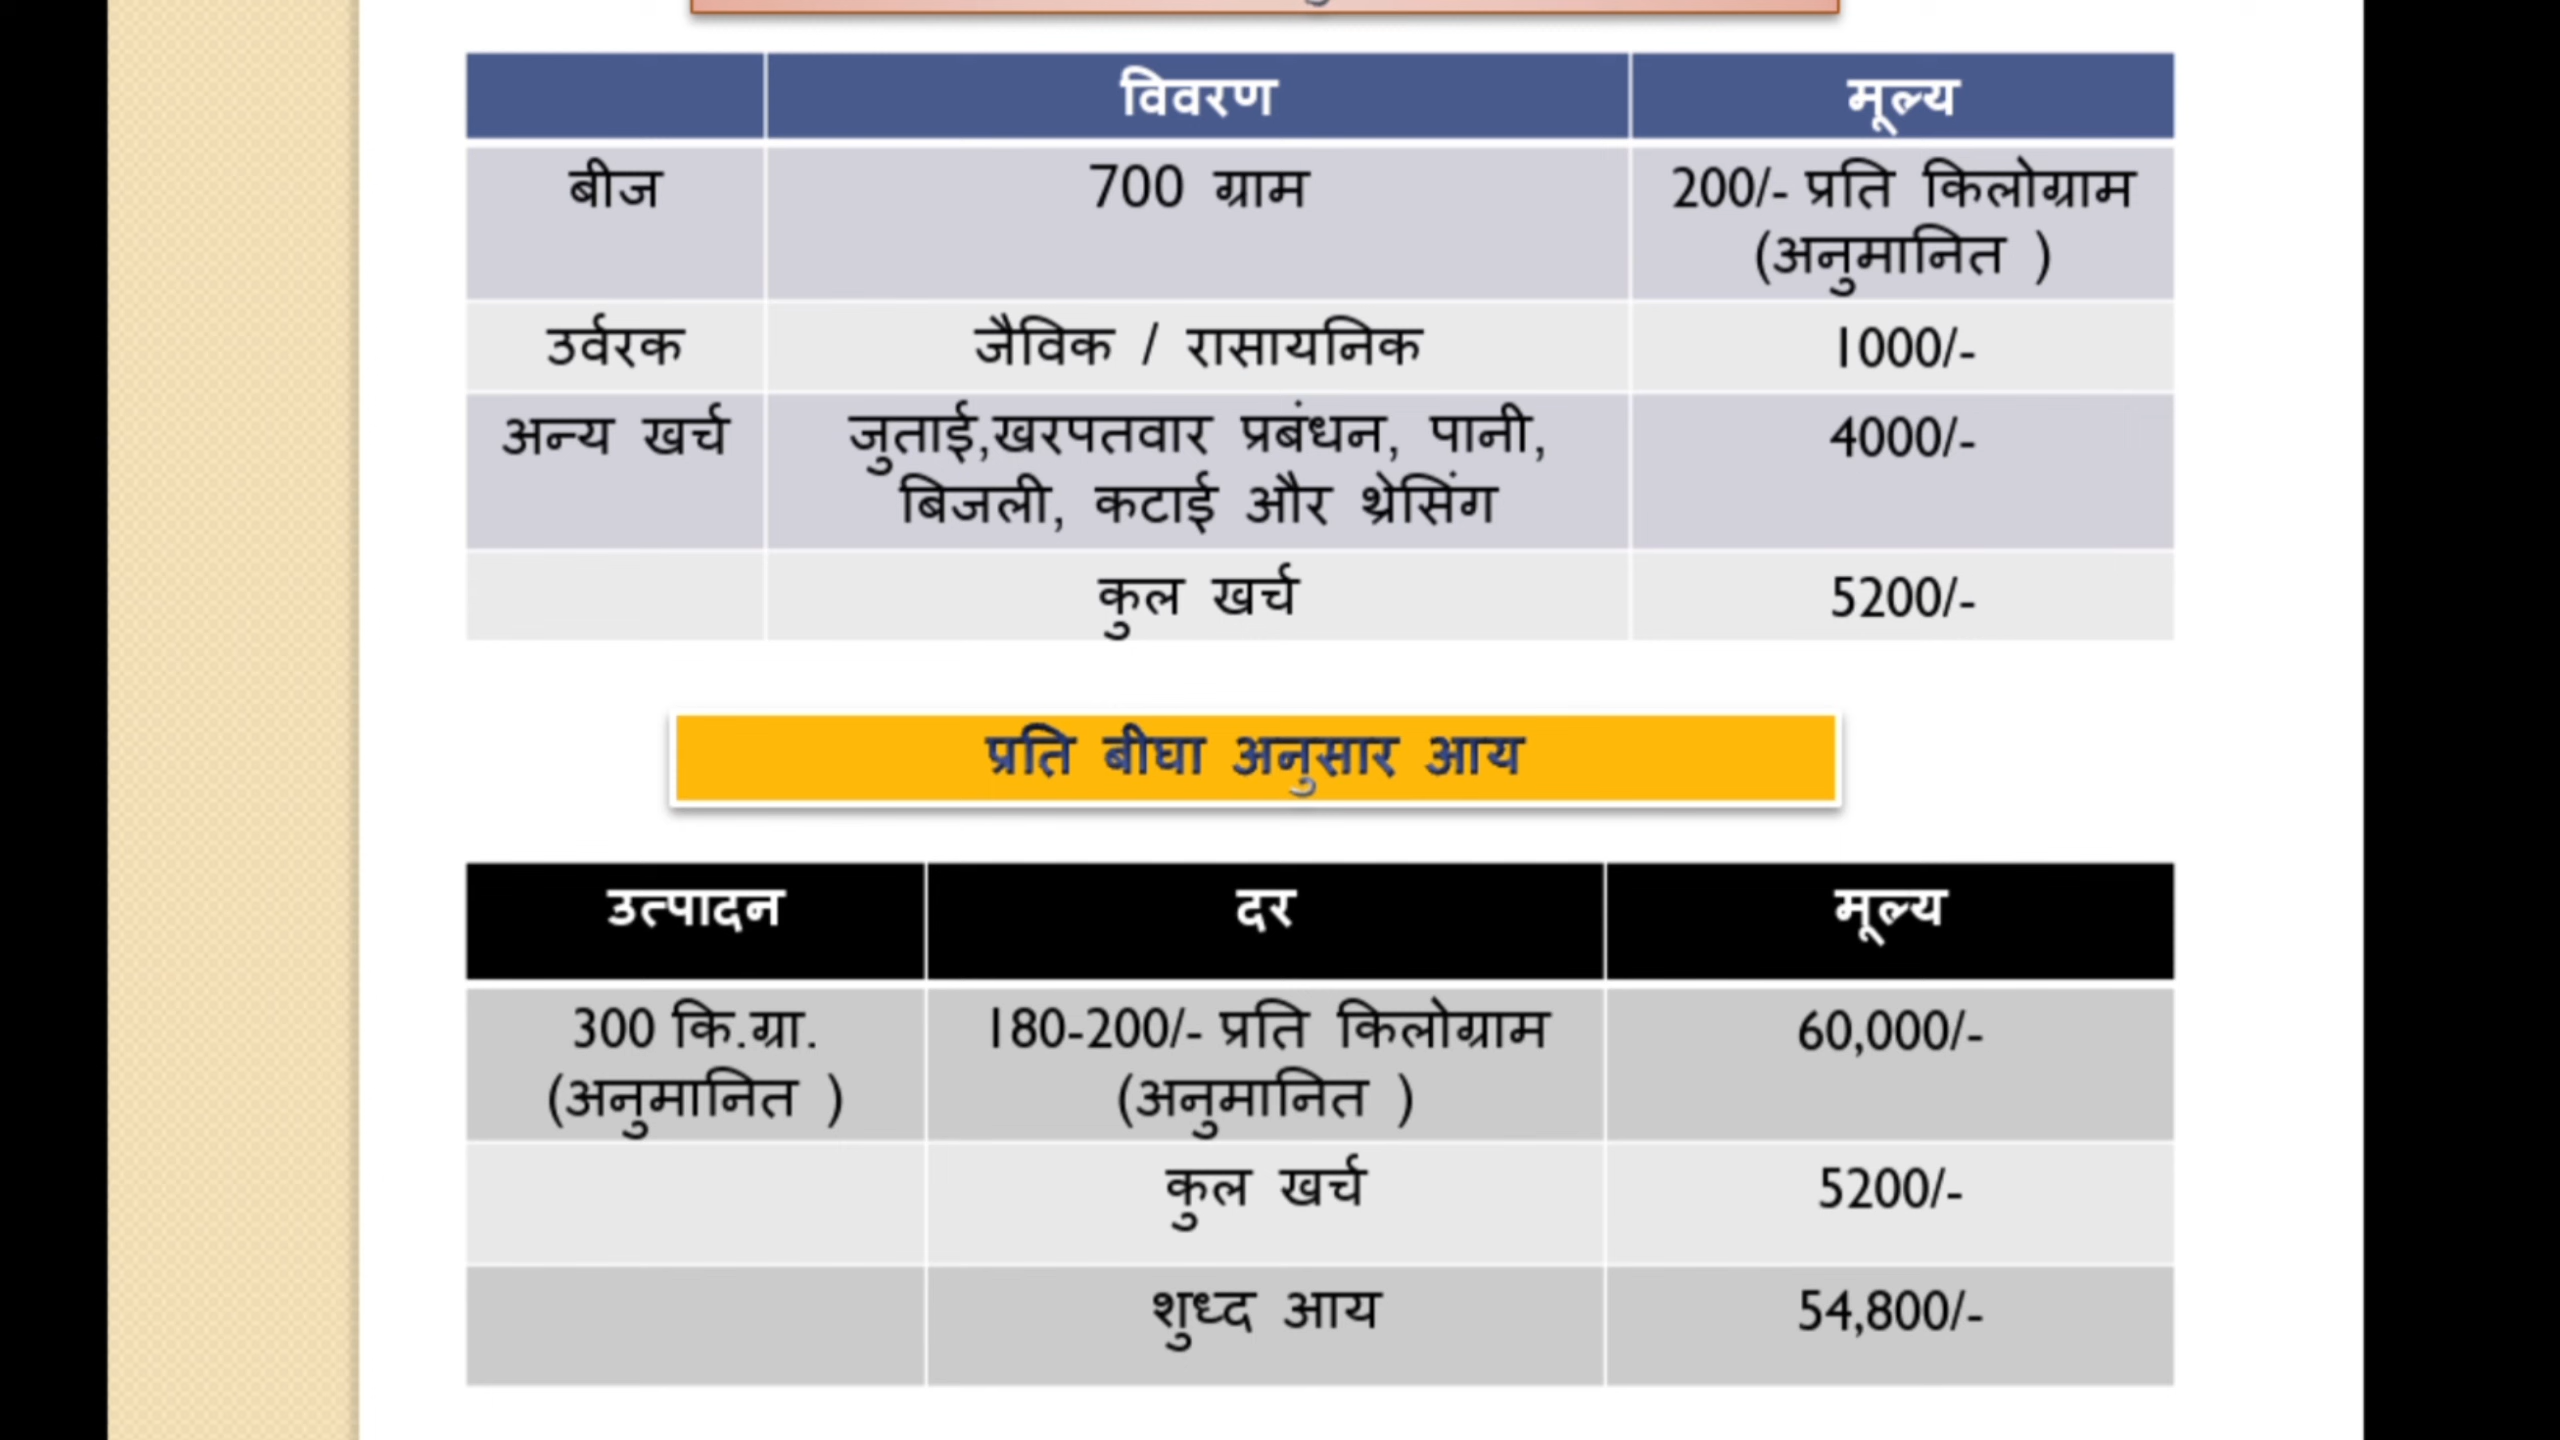 विवरण मूल्य
बीज 700 ग्राम 200/- प्रति किलोग्राम
(अनुमानित )
उर्वरक जैविक / रासायनिक 1000/-
अन्य खर्च जुताई,खरपतवार प्रबंधन, पानी, 4000/-
बिजली, कटाई और थ्रेसिंग
कुल खर्च 5200/-
प्रति बीघा अनुसार आय
उत्पादन दर मूल्य
300 कि.ग्रा. 180-200/- प्रति किलोग्राम 60,000/-
(अनुमानित ) (अनुमानित )
कुल खर्च 5200/-
शुध्द आय 54,800/-